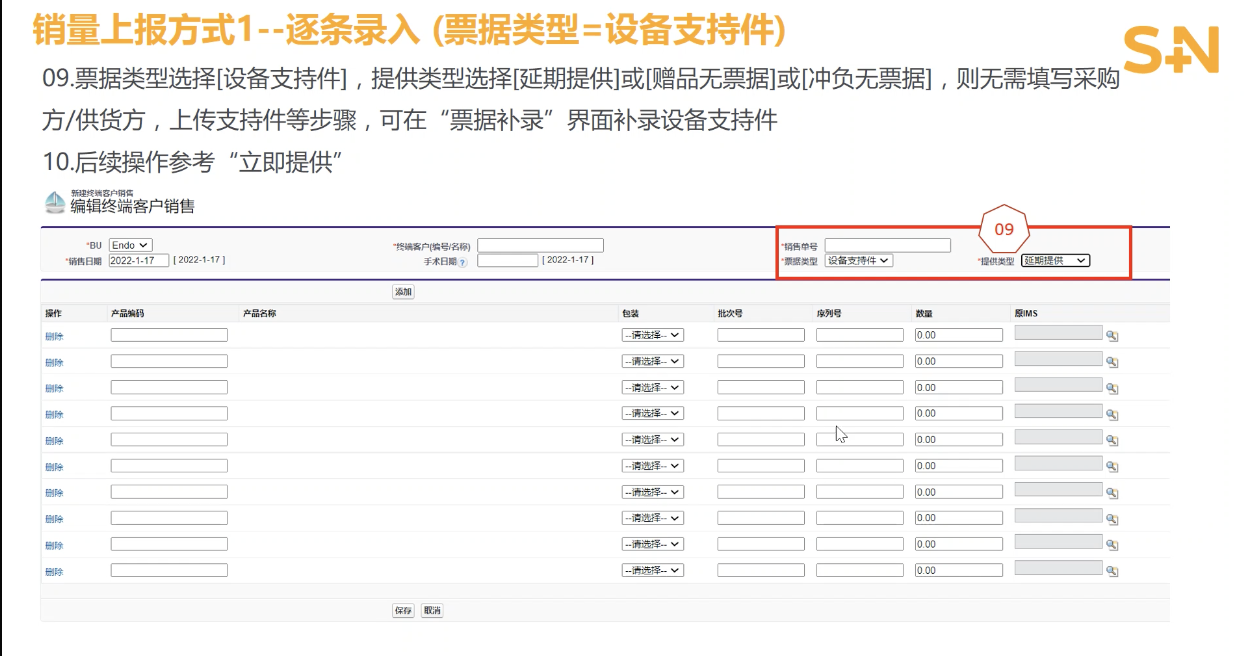 销量上报方式1--逐条录入 (票据类型=设备支持件)
S+N
09.票据类型选择[设备支持件]，提供类型选择[延期提供]或[赠品无票据]或[冲负无票据]，则无需填写采购
方/供货方，上传支持件等步骤，可在“票据补录”界面补录设备支持件
10.后续操作参考“立即提供”
新建终端客户销售
编辑终端客户销售
09
*BU Endo *终端客户(编号/名称) *销售单号
*销售日期 2022-1-17 [ 2022-1-17 ] 手术日期 ? [ 2022-1-17 ] *票据类型 设备支持件 *提供类型 延期提供
添加
操作 产品编码 产品名称 包装 批次号 序列号 数量 原IMS
删除 --请选择-- 0.00
删除 --请选择-- 0.00
删除 --请选择-- 0.00
删除 --请选择-- 0.00
删除 --请选择-- 0.00
删除 --请选择-- 0.00
删除 --请选择-- 0.00
删除 --请选择-- 0.00
删除 --请选择-- 0.00
删除 --请选择-- 0.00
保存 取消